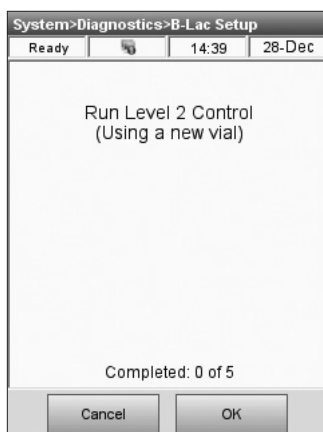 System>Diagnostics>B-Lac Setup
Ready 14:39 28-Dec
Run Level 2 Control
(Using a new vial)
Completed: 0 of 5
Cancel OK